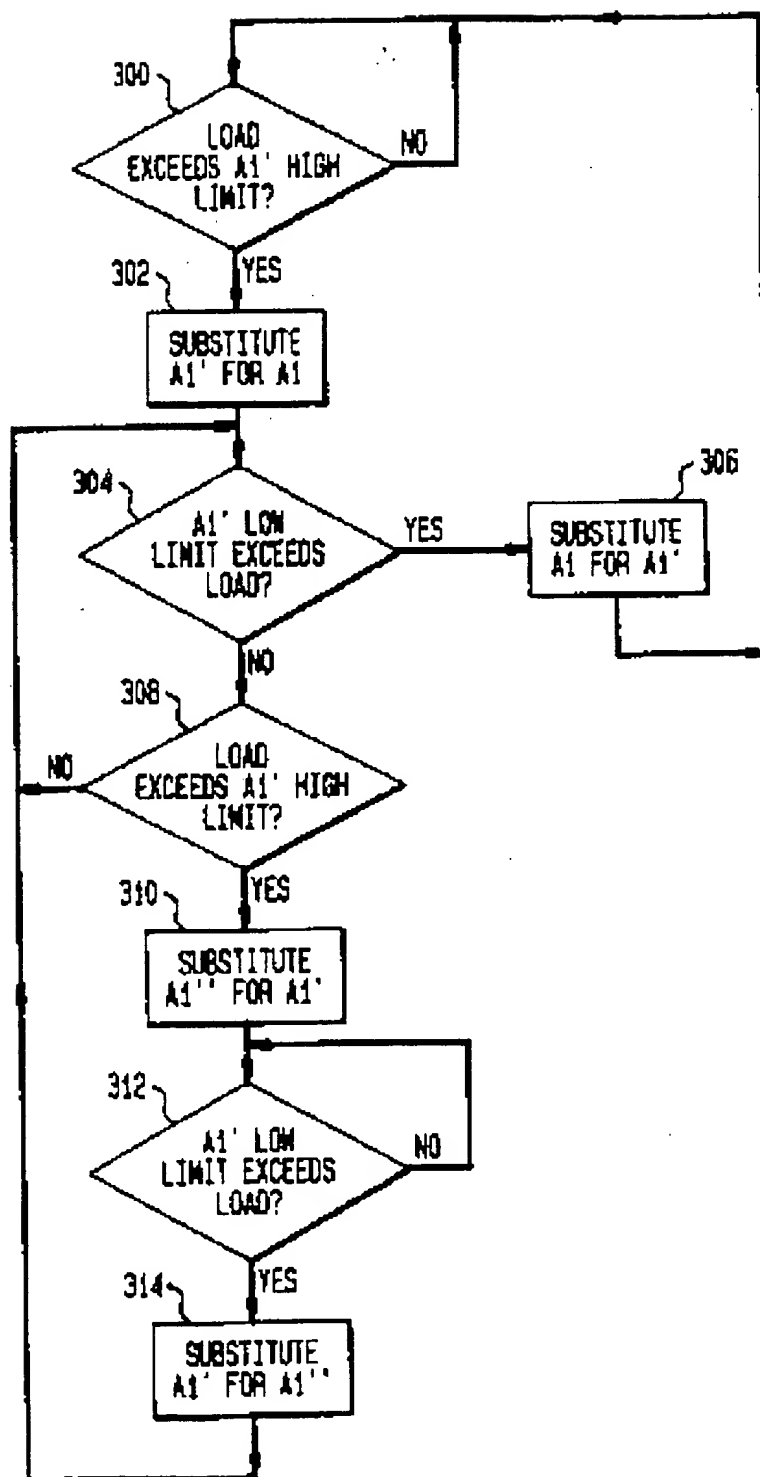 300
LOAD
EXCEEDS A1' HIGH
LIMIT?
NO
YES
302
SUBSTITUTE
A1' FOR A1
304
A1' LOW
LIMIT EXCEEDS
LOAD?
YES
306
SUBSTITUTE
A1 FOR A1'
NO
308
LOAD
EXCEEDS A1' HIGH
LIMIT?
NO
YES
310
SUBSTITUTE
A1'' FOR A1'
312
A1' LOW
LIMIT EXCEEDS
LOAD?
NO
YES
314
SUBSTITUTE
A1' FOR A1''